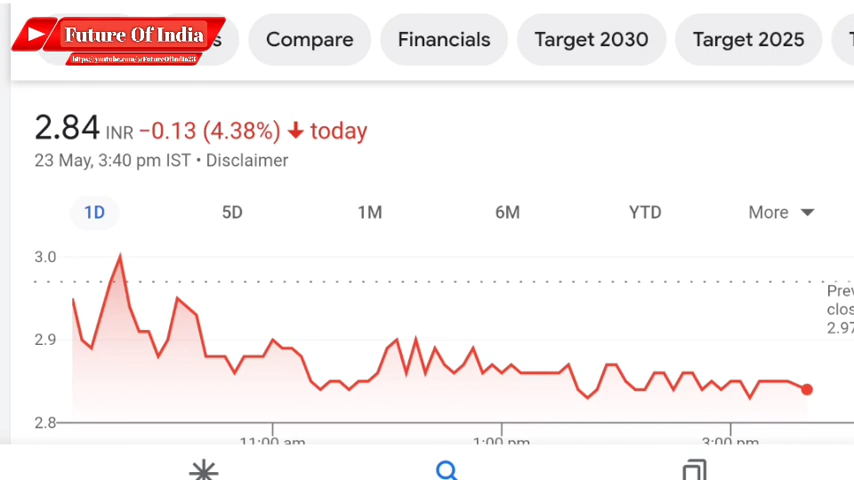 Future Of India
Compare
Financials
Target 2030
Target 2025
2.84 INR −0.13 (4.38%) ↓ today
23 May, 3:40 pm IST • Disclaimer
1D
5D
1M
6M
YTD
More
3.0
2.9
2.8
Prev
clos
2.97
11:00 am
1:00 pm
3:00 pm